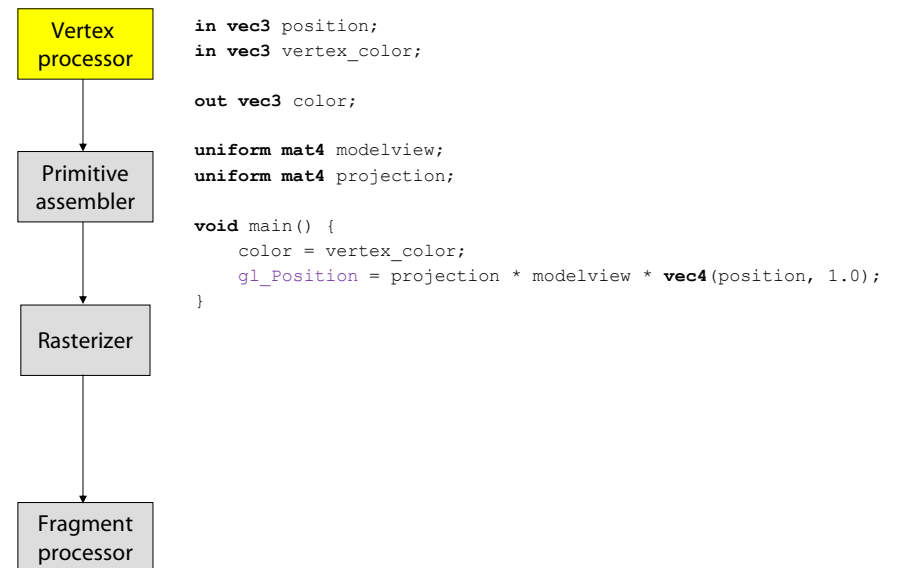 Vertex
processor
Primitive
assembler
Rasterizer
Fragment
processor
in vec3 position;
in vec3 vertex_color;
out vec3 color;
uniform mat4 modelview;
uniform mat4 projection;
void main() {
    color = vertex_color;
    gl_Position = projection * modelview * vec4(position, 1.0);
}